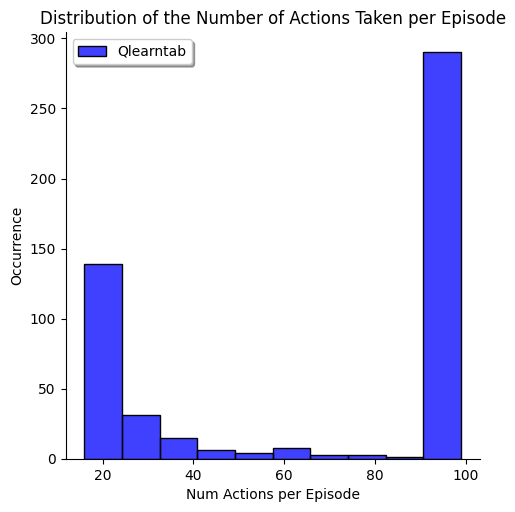 Distribution of the Number of Actions Taken per Episode
Qlearntab
300
250
200
150
100
50
0
Occurrence
20 40 60 80 100
Num Actions per Episode